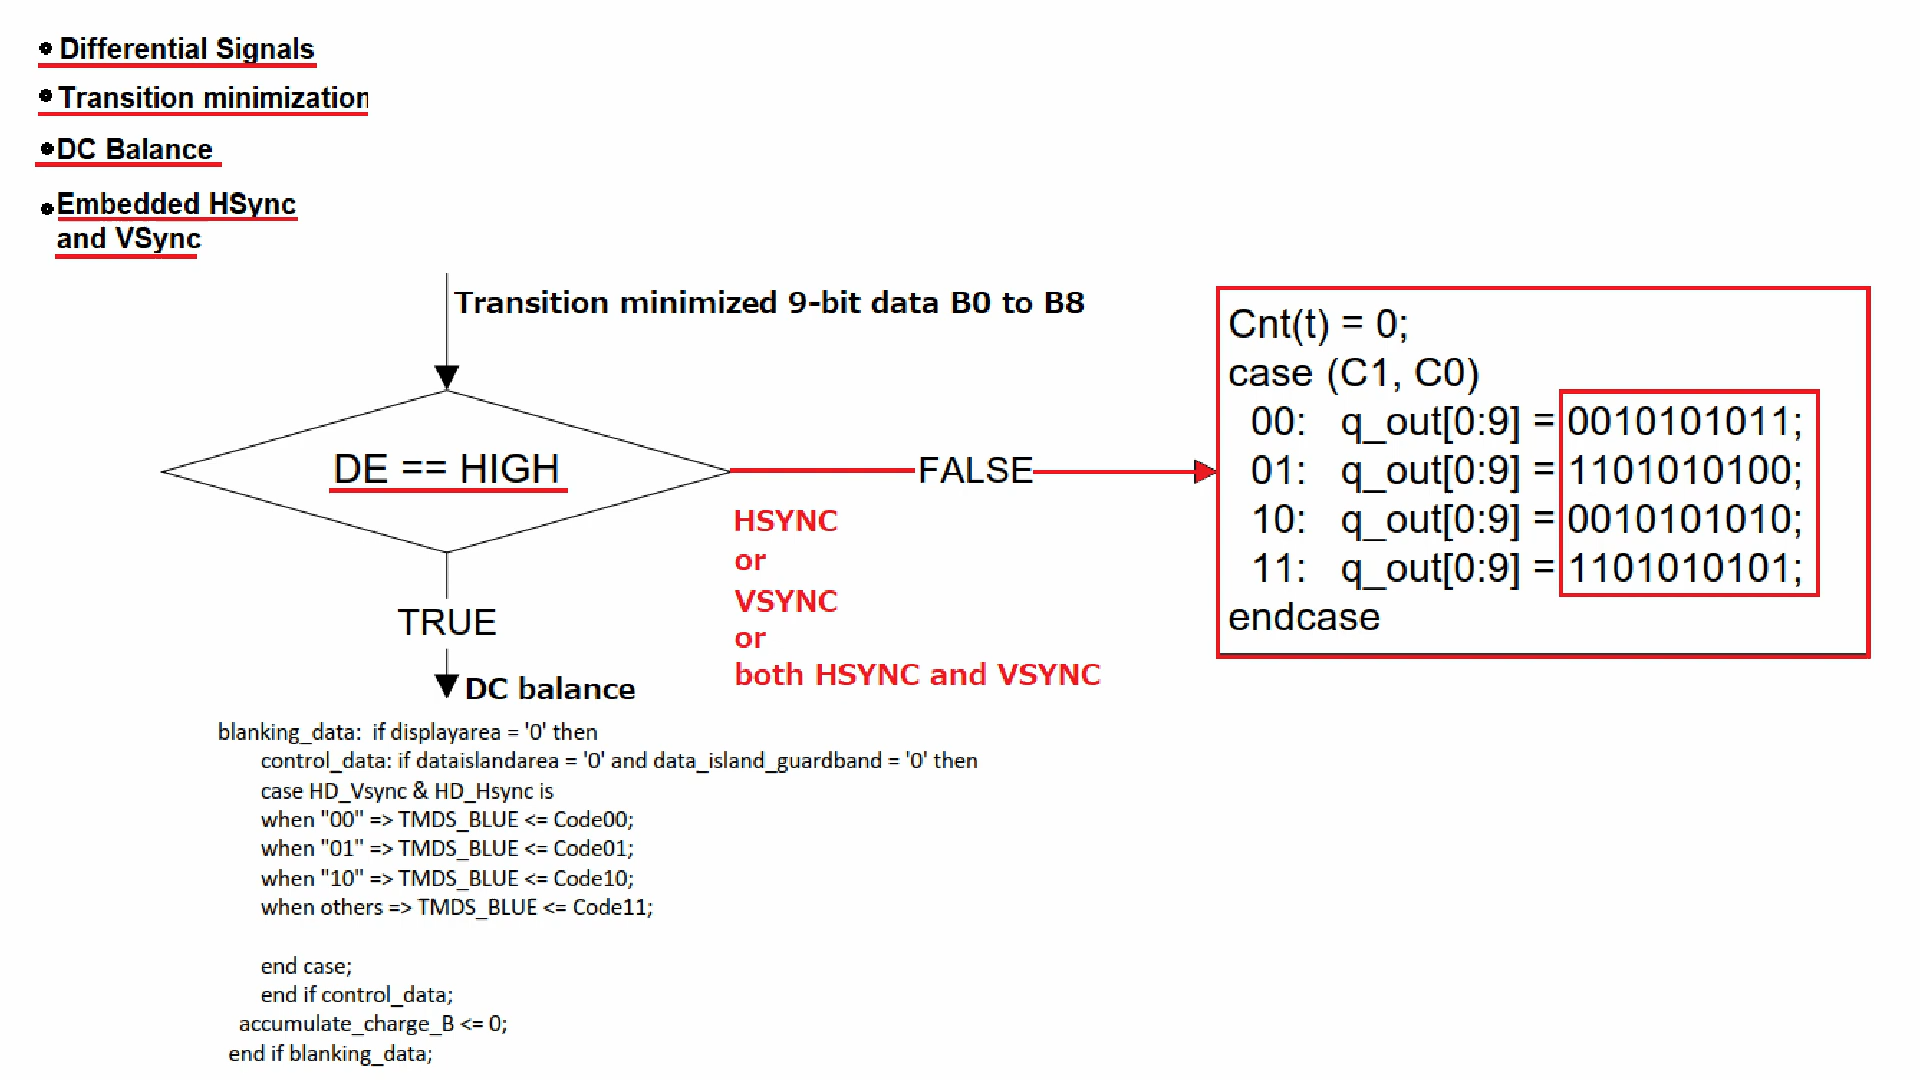 Differential Signals
Transition minimization
DC Balance
Embedded HSync
and VSync
Transition minimized 9-bit data B0 to B8
DE == HIGH
FALSE
TRUE
DC balance
HSYNC
or
VSYNC
or
both HSYNC and VSYNC
Cnt(t) = 0;
case (C1, C0)
00: q_out[0:9] = 0010101011;
01: q_out[0:9] = 1101010100;
10: q_out[0:9] = 0010101010;
11: q_out[0:9] = 1101010101;
endcase
blanking_data: if displayarea = '0' then
control_data: if dataislandarea = '0' and data_island_guardband = '0' then
case HD_Vsync & HD_Hsync is
when "00" => TMDS_BLUE <= Code00;
when "01" => TMDS_BLUE <= Code01;
when "10" => TMDS_BLUE <= Code10;
when others => TMDS_BLUE <= Code11;
end case;
end if control_data;
accumulate_charge_B <= 0;
end if blanking_data;